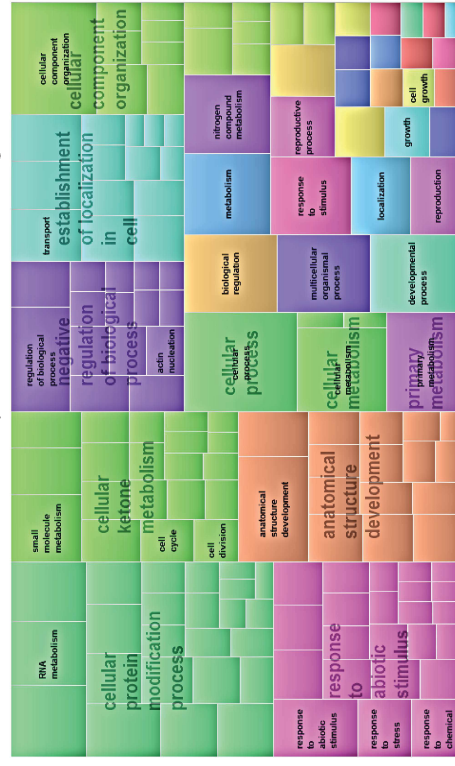 cellular
component
organization
cellular
component
organization
nitrogen
compound
metabolism
reproductive
process
cell
growth
growth
transport
establishment
of localization
in
cell
metabolism
response
to
stimulus
localization
reproduction
regulation
of biological
process
negative
regulation
of biological
process
actin
nucleation
biological
regulation
multicellular
organismal
process
developmental
process
cellular
process
cellular
process
cellular
metabolism
cellular
metabolism
primary
metabolism
primary
metabolism
small
molecule
metabolism
cellular
ketone
metabolism
cell
cycle
cell
division
anatomical
structure
development
anatomical
structure
development
RNA
metabolism
cellular
protein
modification
process
response
to
abiotic
stimulus
response
to
abiotic
stimulus
response
to
stress
response
to
chemical